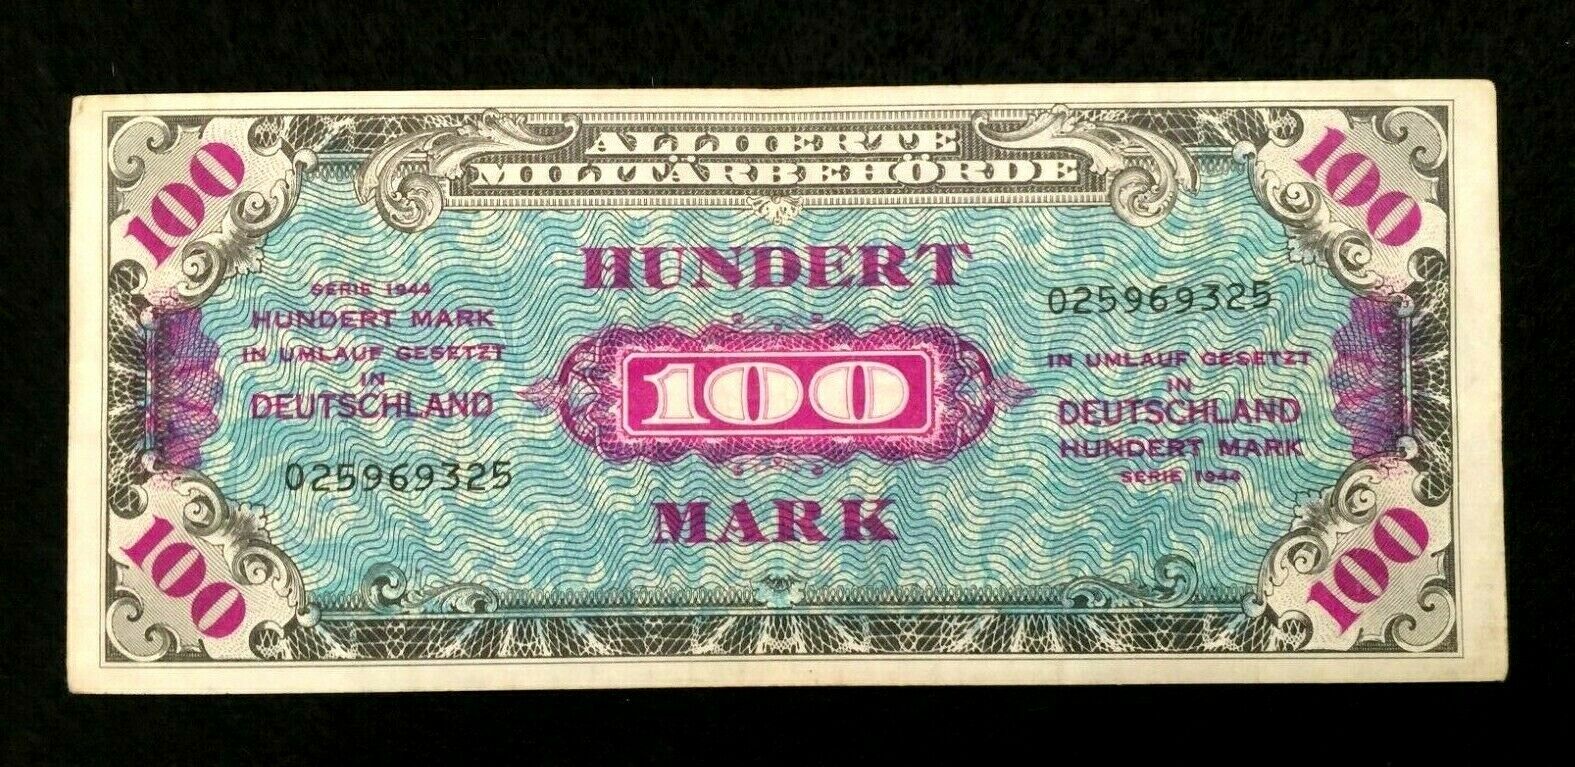 100
100
ALLIIERTE
MILITÄRBEHÖRDE
HUNDERT
SERIE 1944
HUNDERT MARK
IN UMLAUF GESETZT
IN
DEUTSCHLAND
025969325
100
025969325
IN UMLAUF GESETZT
IN
DEUTSCHLAND
HUNDERT MARK
SERIE 1944
MARK
100
100